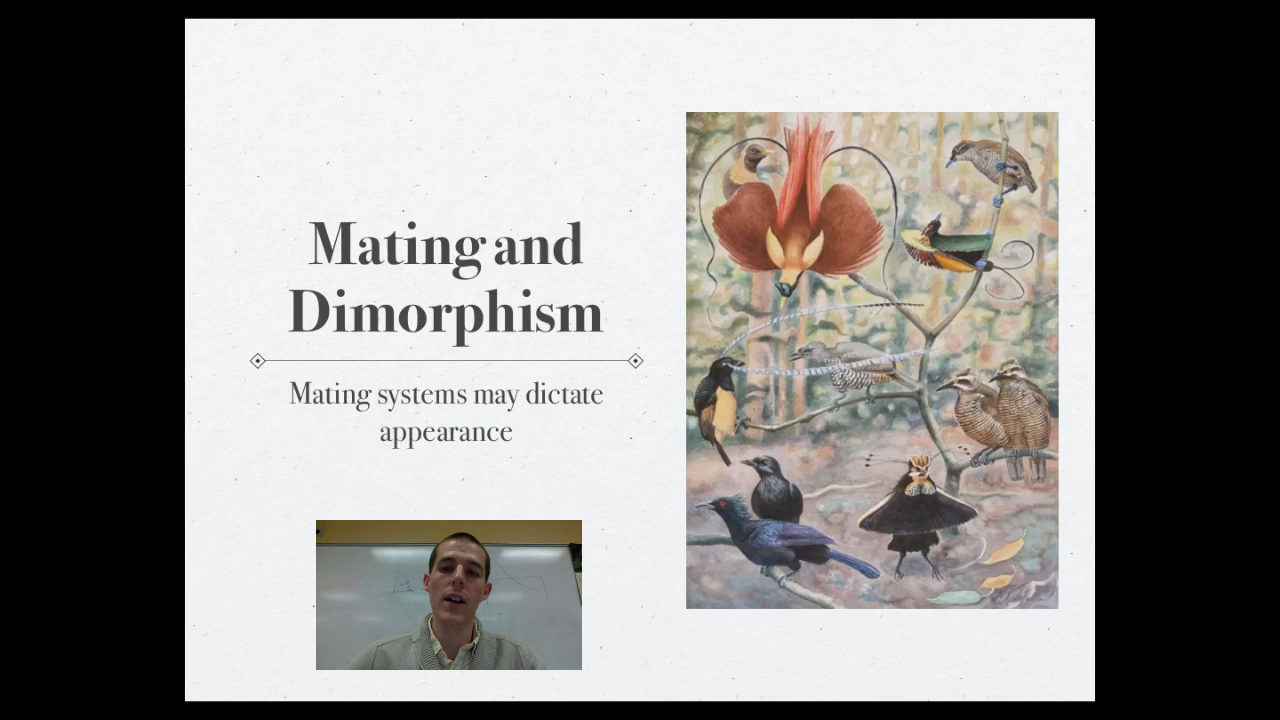 Mating and
Dimorphism
Mating systems may dictate
appearance